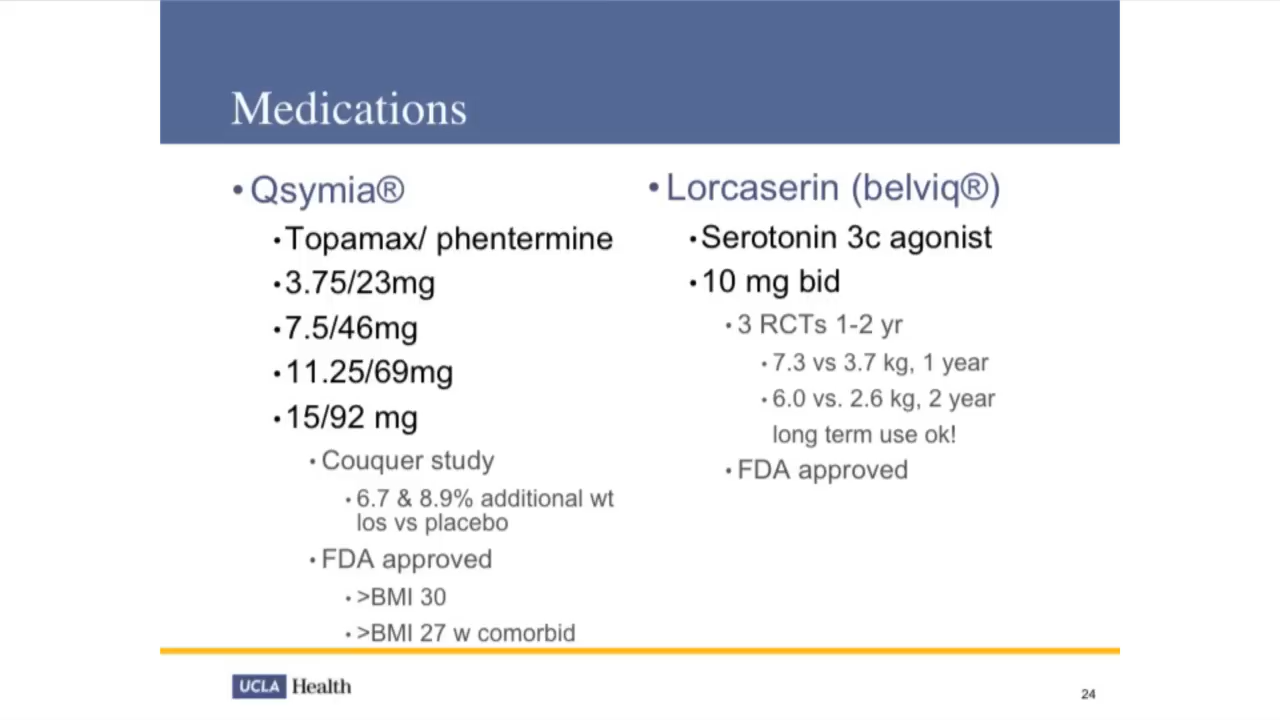 Medications
• Qsymia®
• Topamax/ phentermine
• 3.75/23mg
• 7.5/46mg
• 11.25/69mg
• 15/92 mg
• Couquer study
• 6.7 & 8.9% additional wt
los vs placebo
• FDA approved
• >BMI 30
• >BMI 27 w comorbid
• Lorcaserin (belviq®)
• Serotonin 3c agonist
• 10 mg bid
• 3 RCTs 1-2 yr
• 7.3 vs 3.7 kg, 1 year
• 6.0 vs. 2.6 kg, 2 year
long term use ok!
• FDA approved
UCLA Health
24